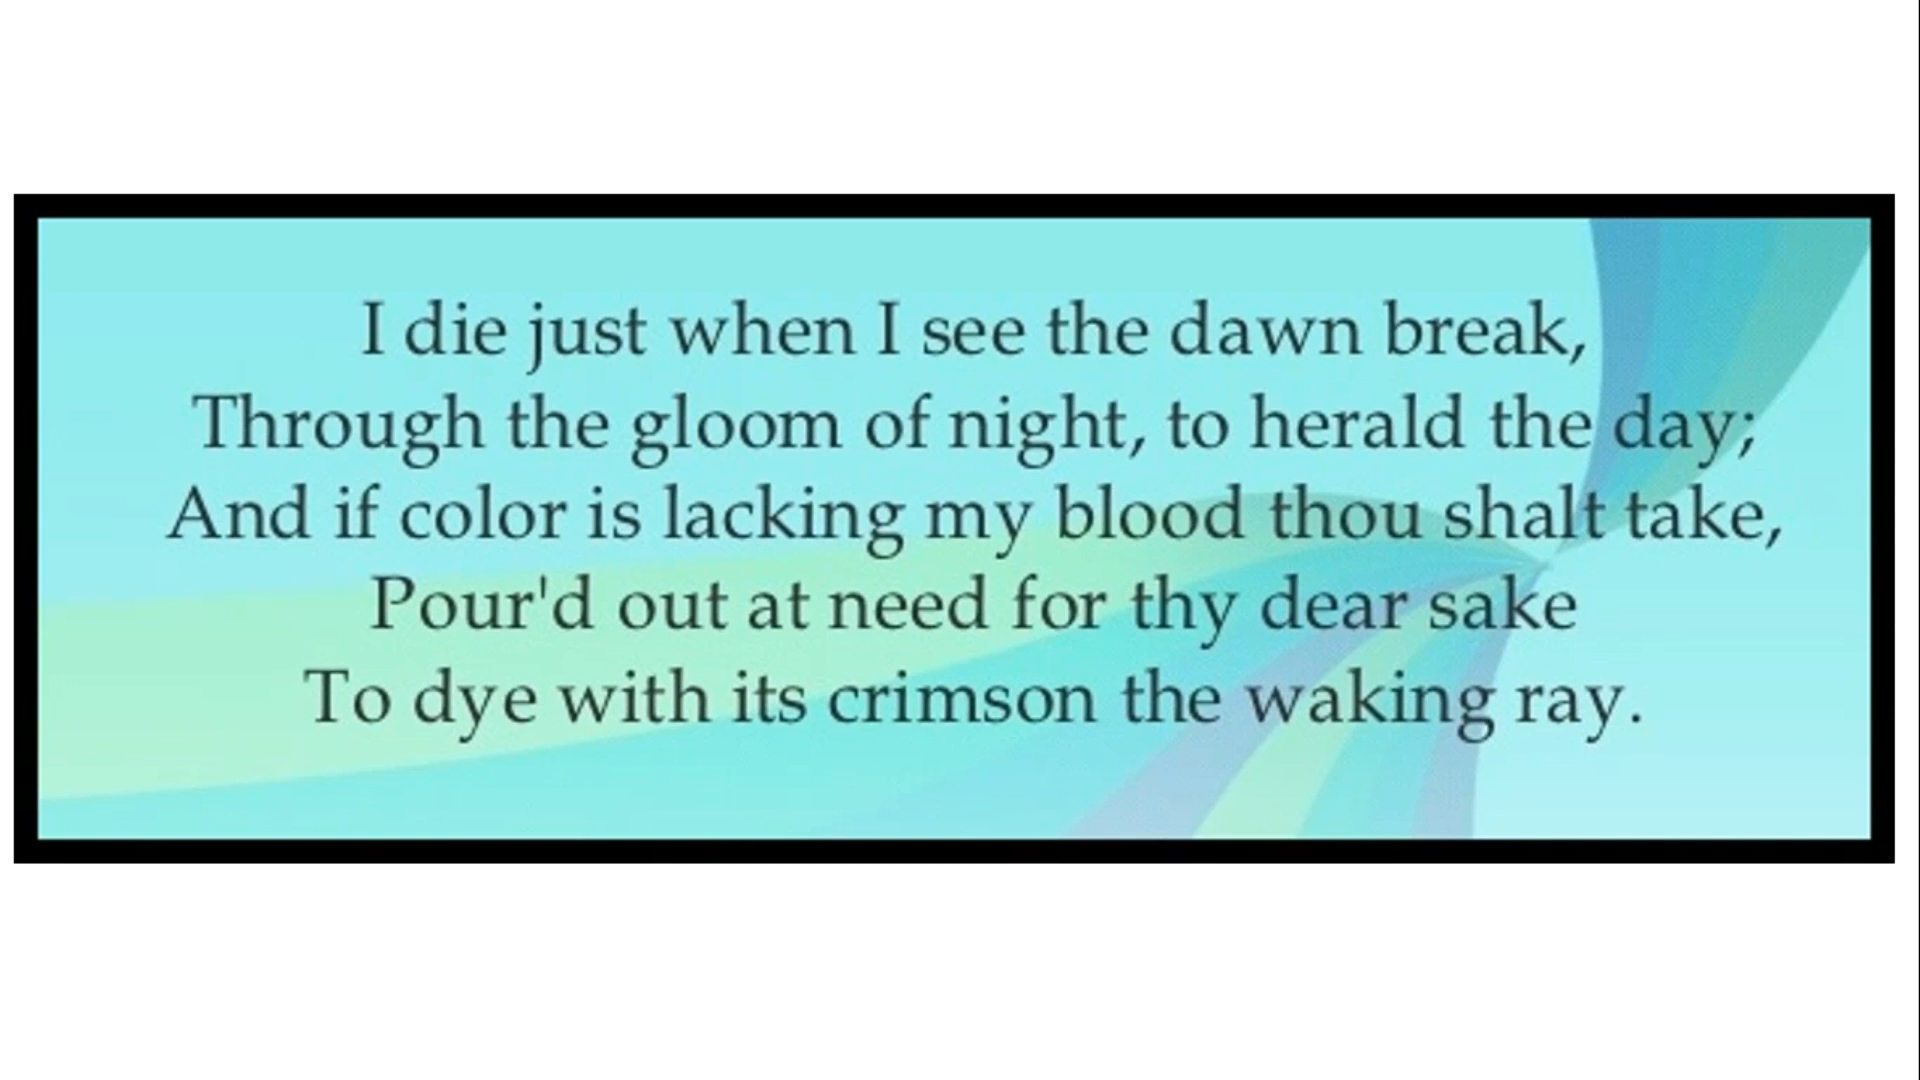 I die just when I see the dawn break,
Through the gloom of night, to herald the day;
And if color is lacking my blood thou shalt take,
Pour'd out at need for thy dear sake
To dye with its crimson the waking ray.